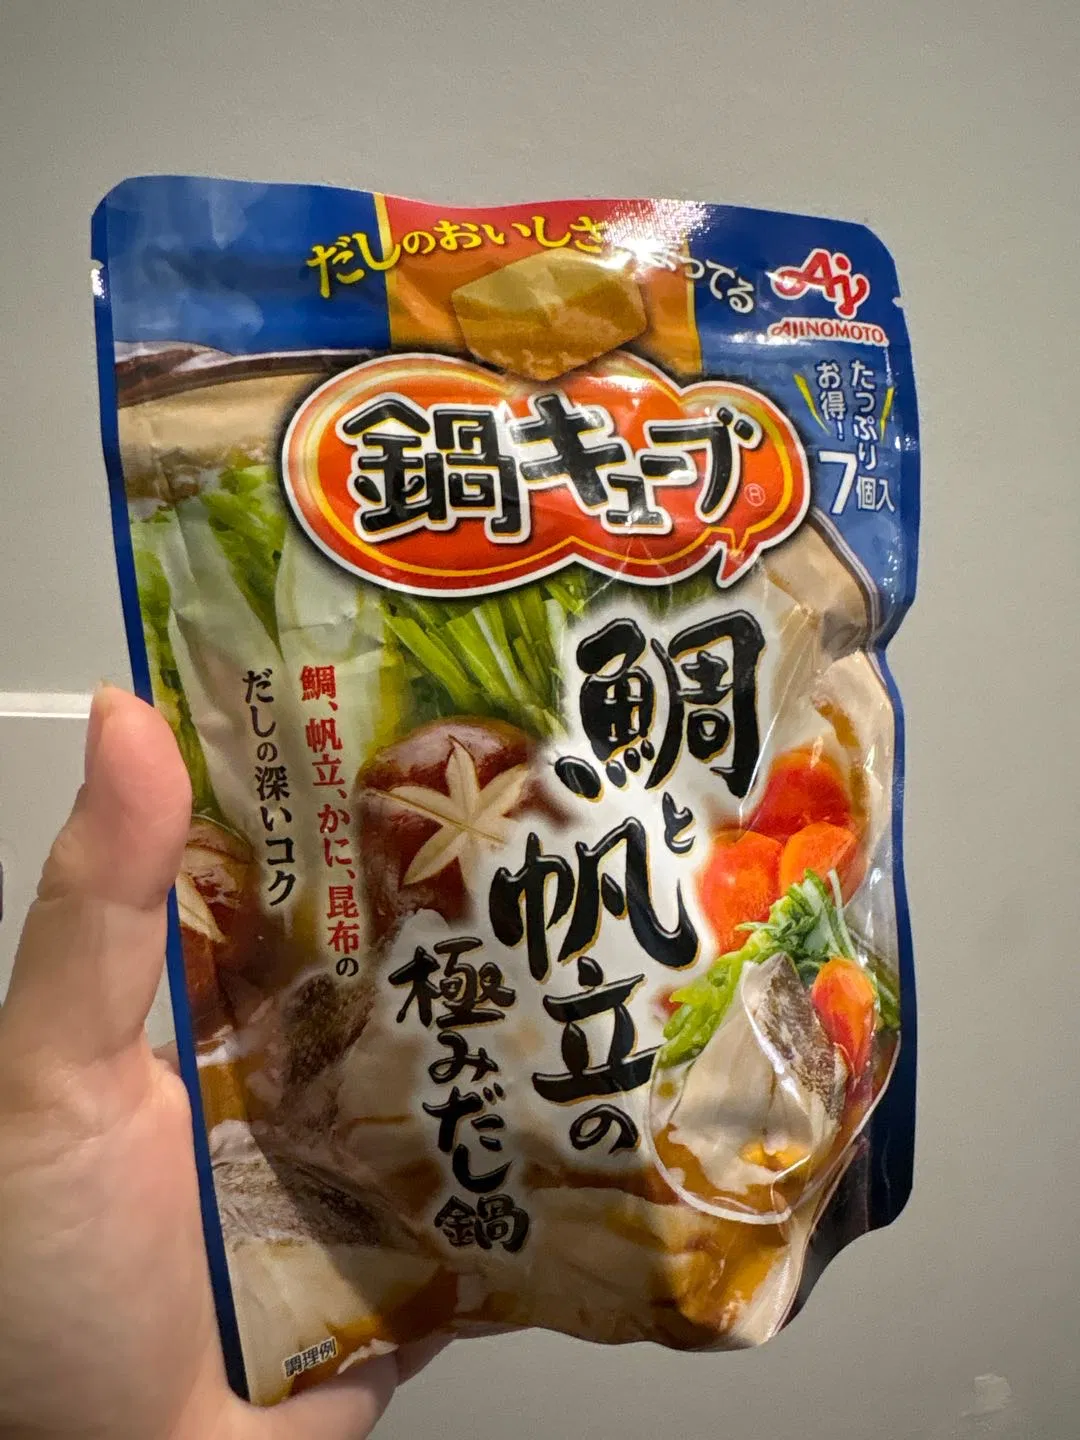 だしのおいしさ
ってる
Aj
AJINOMOTO
たっぷり
お得!
7個入
鍋キューブ®
鯛と帆立の
極みだし鍋
鯛、帆立、かに、昆布の
だしの深いコク
調理例